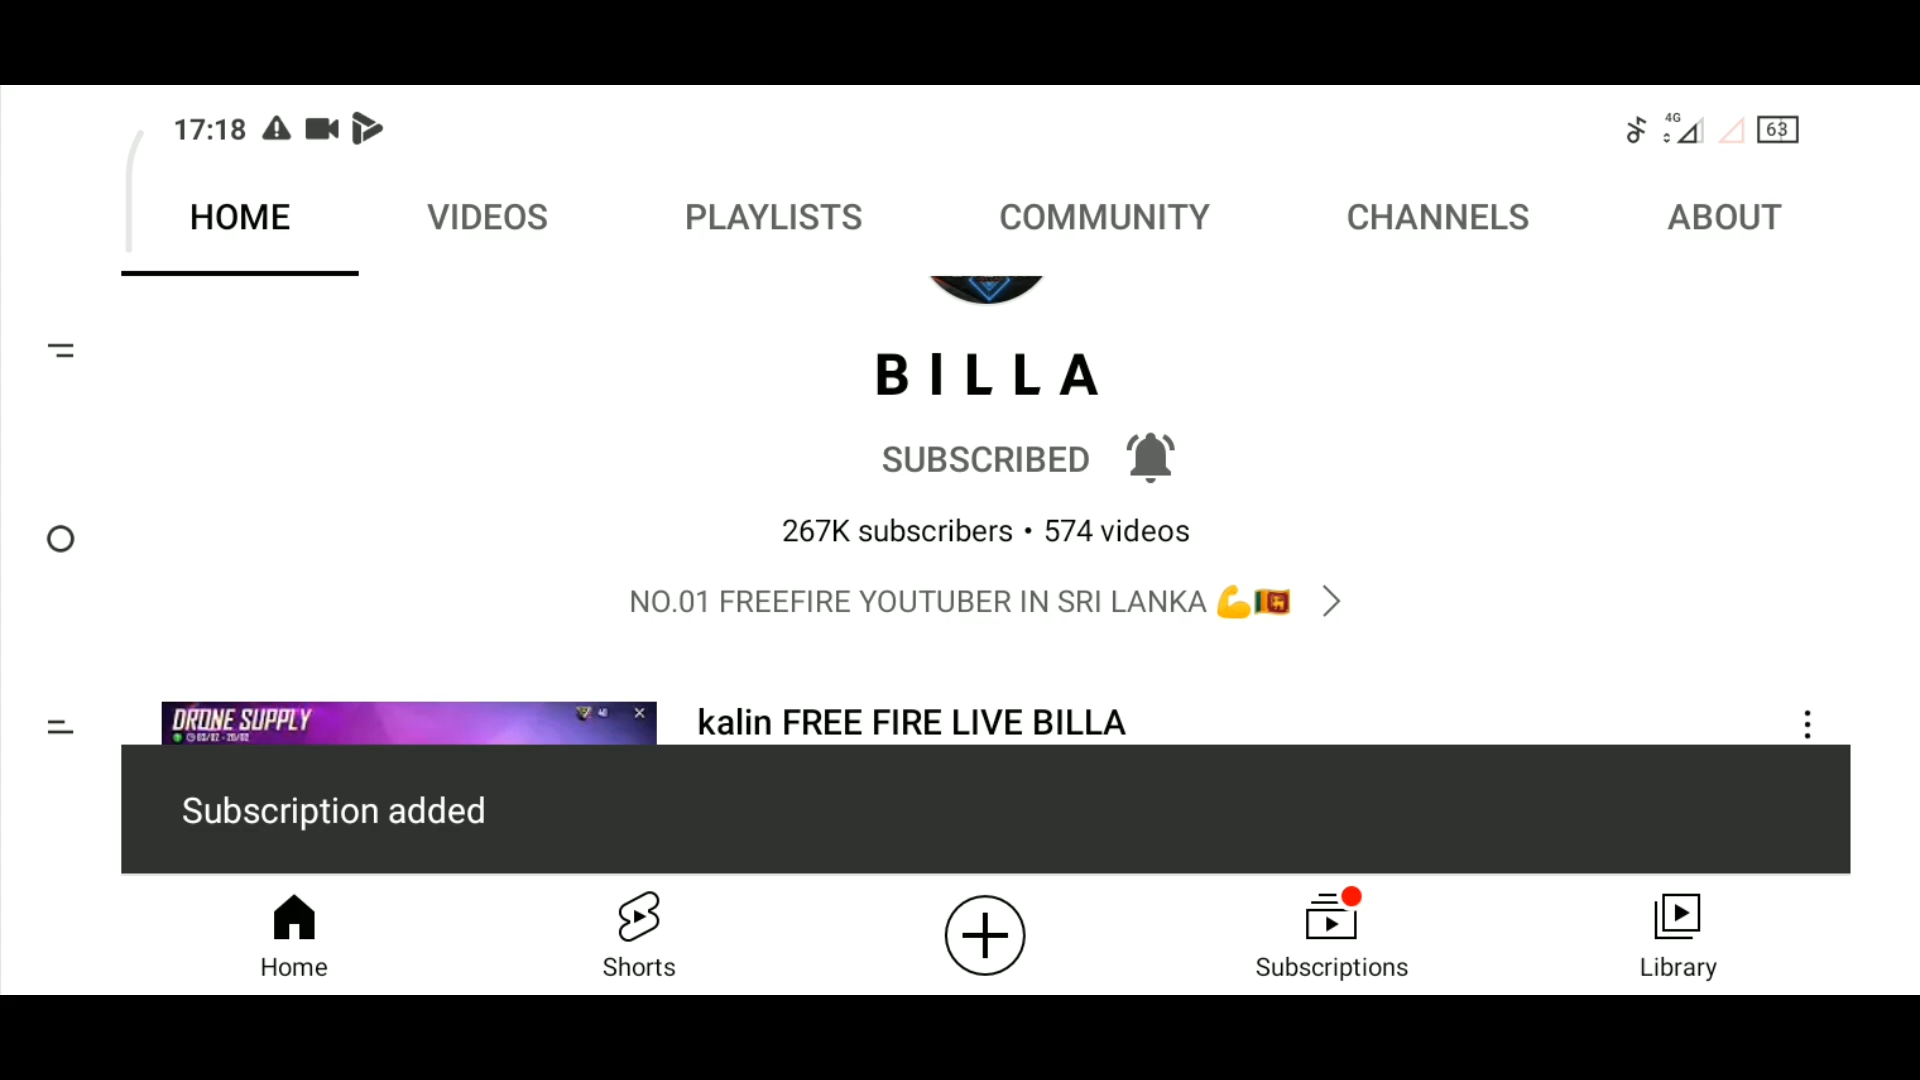 17:18
4G
63
HOME VIDEOS PLAYLISTS COMMUNITY CHANNELS ABOUT
B I L L A
SUBSCRIBED
267K subscribers • 574 videos
NO.01 FREEFIRE YOUTUBER IN SRI LANKA 💪🇱🇰
DRONE SUPPLY
kalin FREE FIRE LIVE BILLA
Subscription added
Home Shorts Subscriptions Library